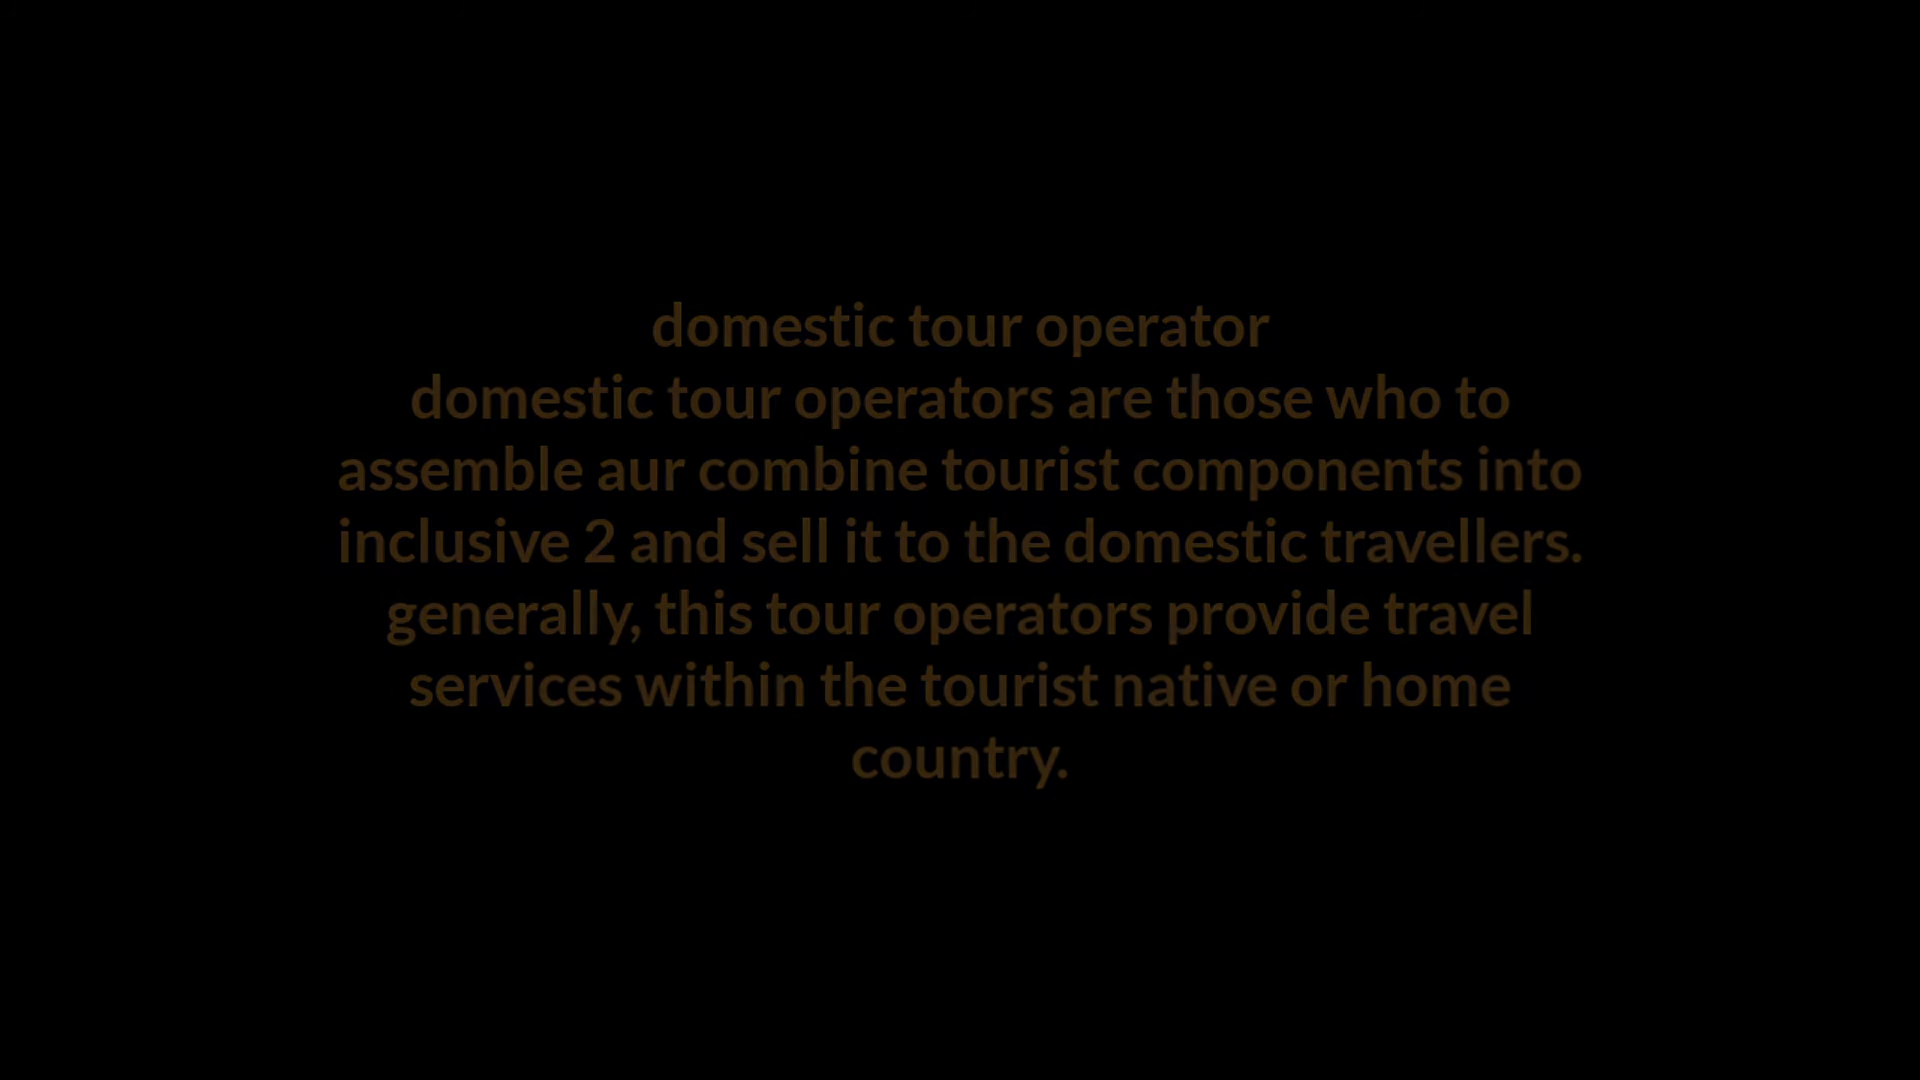 domestic tour operator
domestic tour operators are those who to
assemble aur combine tourist components into
inclusive 2 and sell it to the domestic travellers.
generally, this tour operators provide travel
services within the tourist native or home
country.